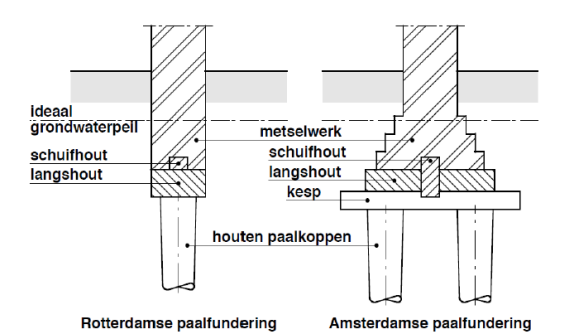 ideaal
grondwaterpeil
metselwerk
schuifhout
schuifhout
langshout
langshout
kesp
houten paalkoppen
Rotterdamse paalfundering
Amsterdamse paalfundering